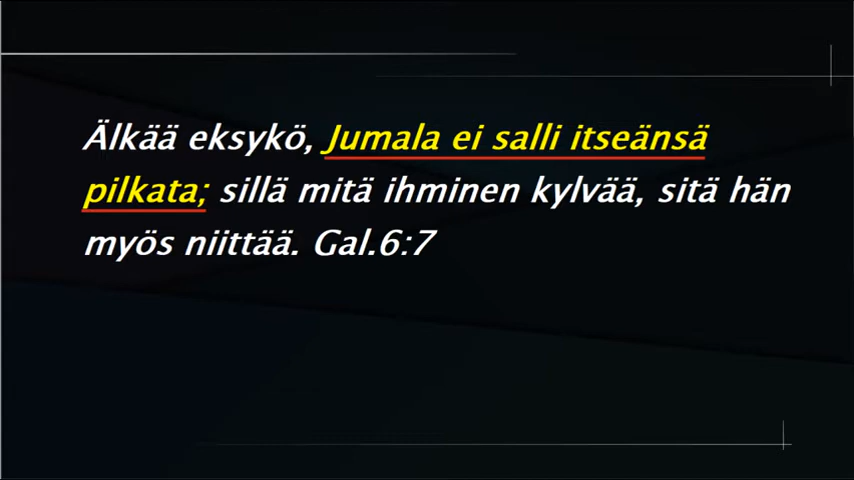 Älkää eksykö, Jumala ei salli itseänsä
pilkata; sillä mitä ihminen kylvää, sitä hän
myös niittää. Gal.6:7